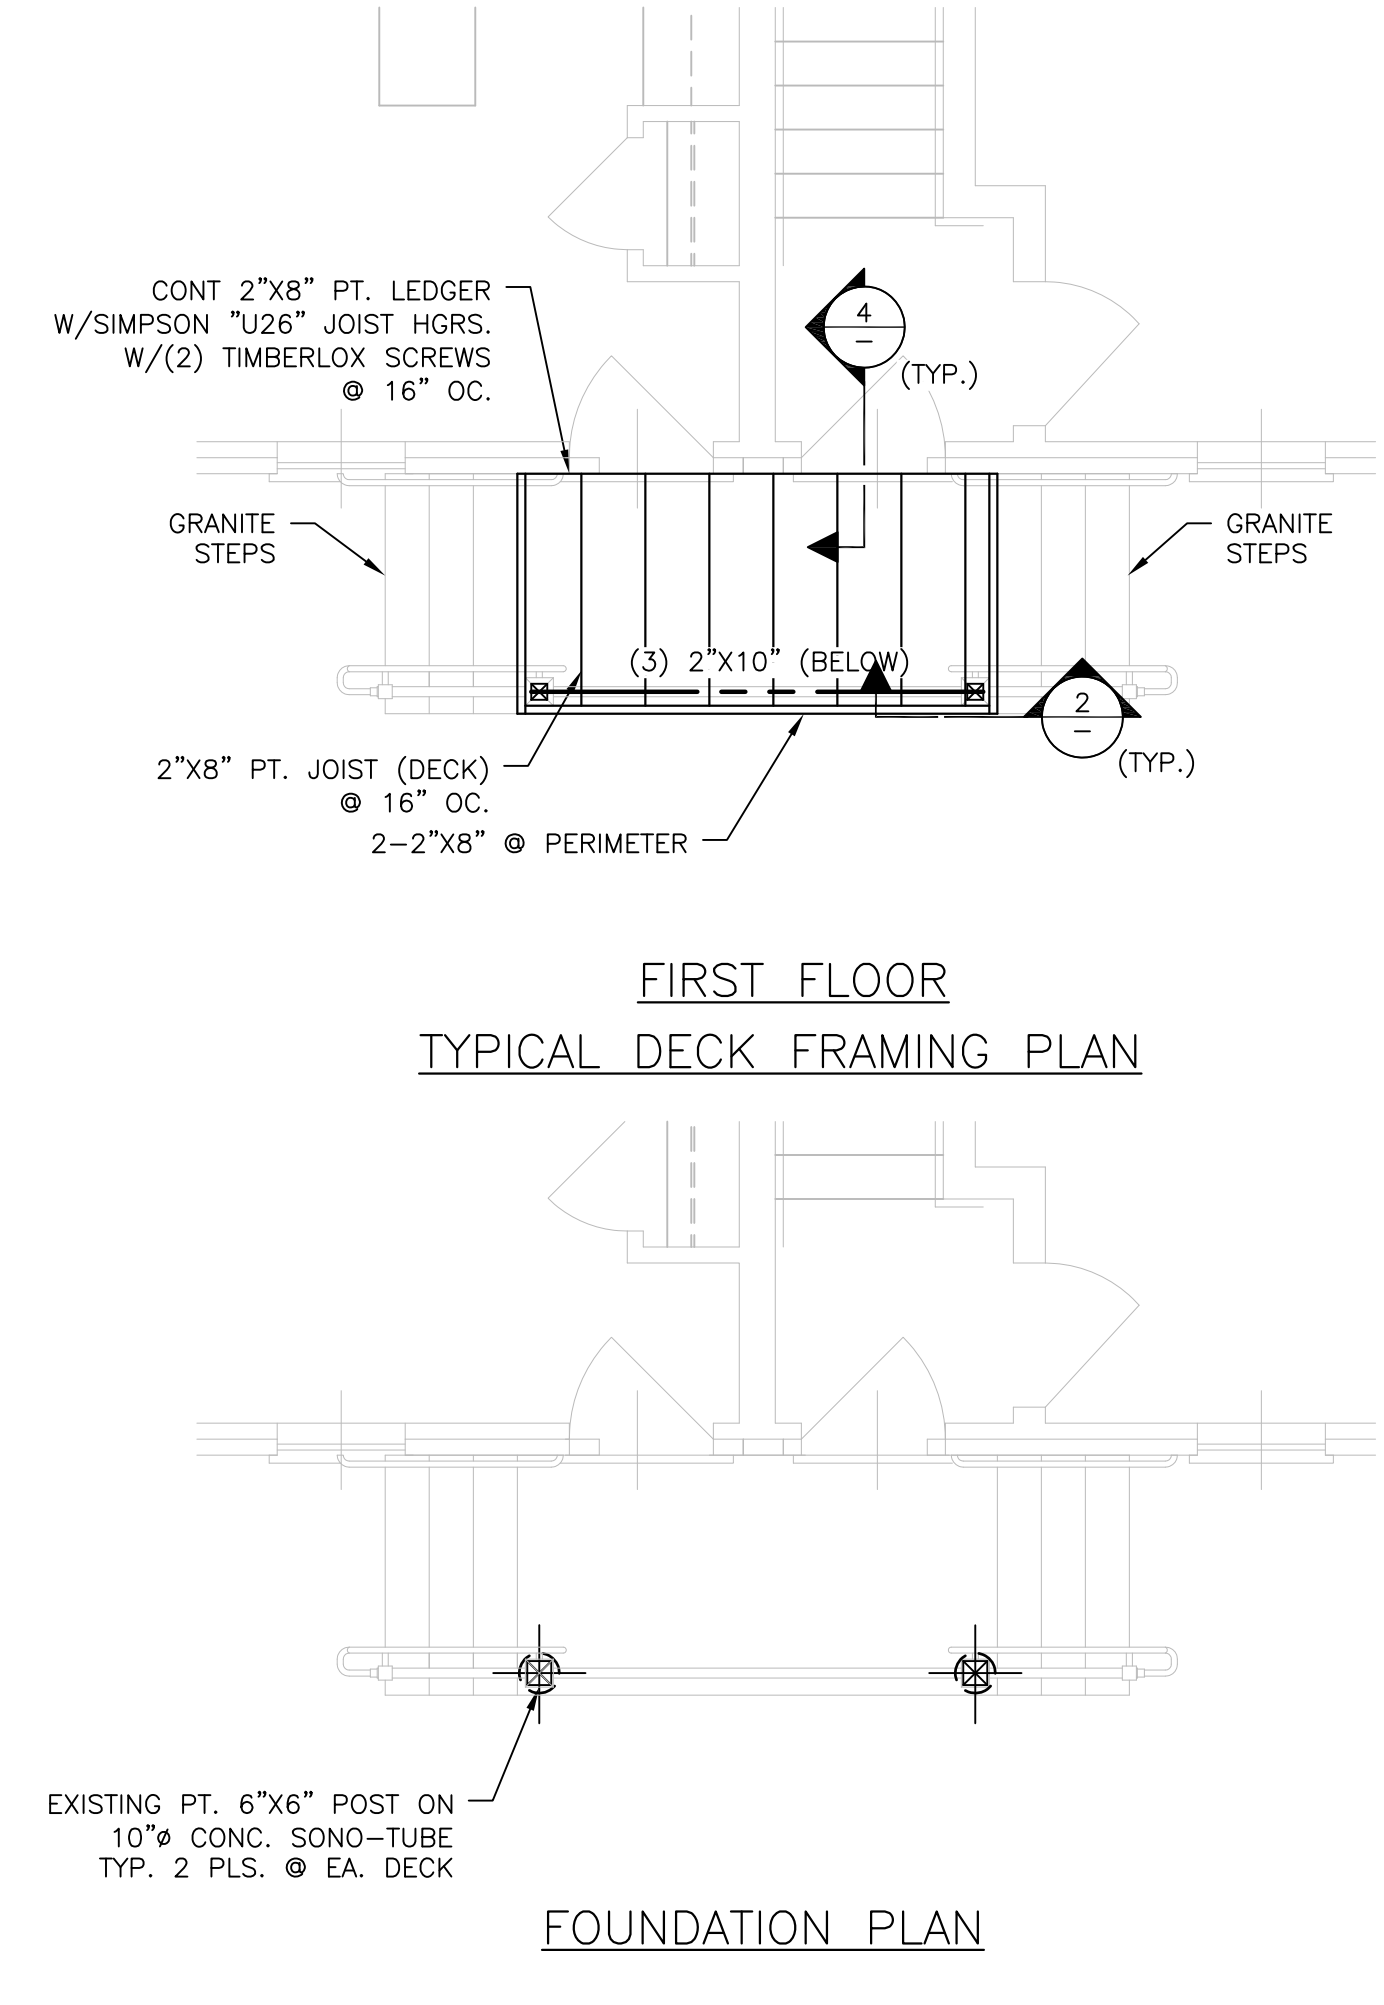 CONT 2"X8" PT. LEDGER
W/SIMPSON "U26" JOIST HGRS.
W/(2) TIMBERLOX SCREWS
@ 16" OC.
4
–
(TYP.)
GRANITE
STEPS
GRANITE
STEPS
(3) 2"X10" (BELOW)
2
–
(TYP.)
2"X8" PT. JOIST (DECK)
@ 16" OC.
2–2"X8" @ PERIMETER
FIRST FLOOR
TYPICAL DECK FRAMING PLAN
EXISTING PT. 6"X6" POST ON
10"ø CONC. SONO–TUBE
TYP. 2 PLS. @ EA. DECK
FOUNDATION PLAN